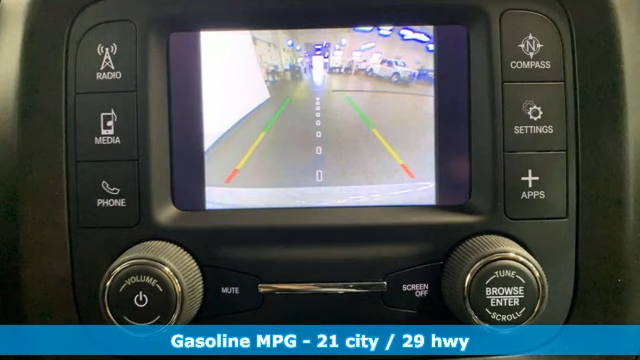 RADIO
MEDIA
PHONE
N
COMPASS
SETTINGS
APPS
VOLUME
MUTE
SCREEN
OFF
TUNE
BROWSE
ENTER
SCROLL
Gasoline MPG - 21 city / 29 hwy